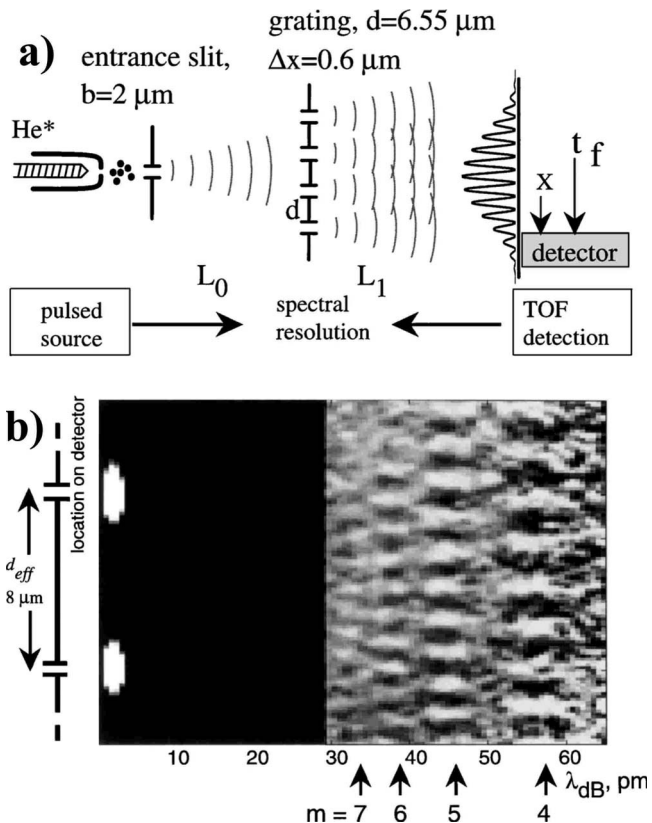 a)
entrance slit,
b=2 μm
grating, d=6.55 μm
Δx=0.6 μm
He*
d
t
f
x
detector
L0
L1
pulsed
source
spectral
resolution
TOF
detection
b)
location on detector
deff
8 μm
10 20 30 40 50 60 λdB, pm
m = 7 6 5 4